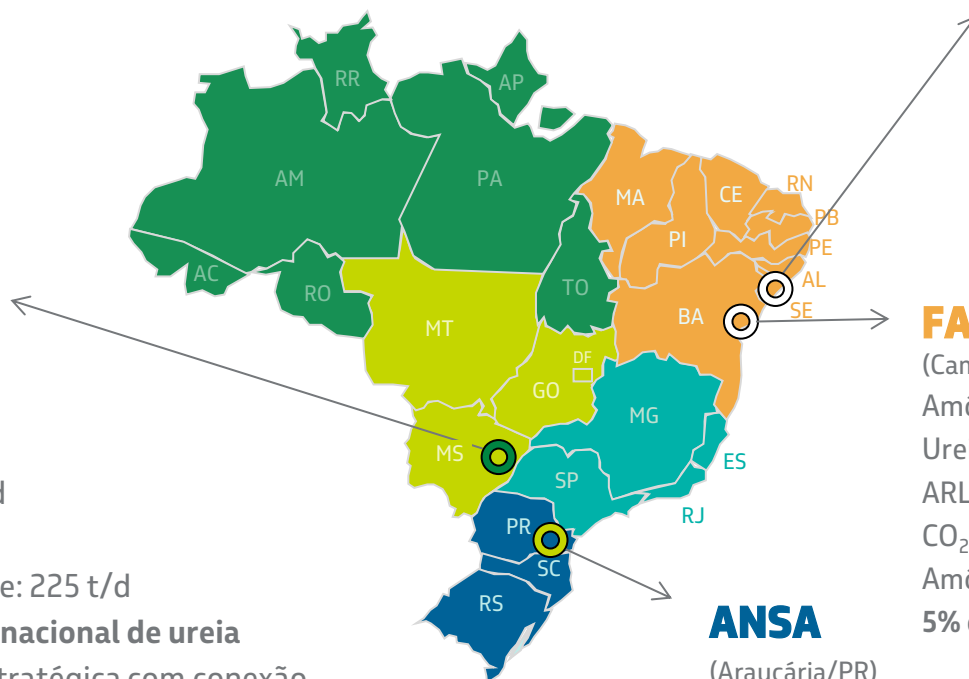 RR
AP
AM
PA
MA
CE
RN
PB
PI
PE
AC
RO
TO
AL
SE
BA
MT
DF
GO
MG
MS
SP
ES
RJ
PR
SC
RS
e: 225 t/d
nacional de ureia
ANSA
(Araucária/PR)
FA
(Can
Amô
Ure
ARL
CO₂
Amô
5%